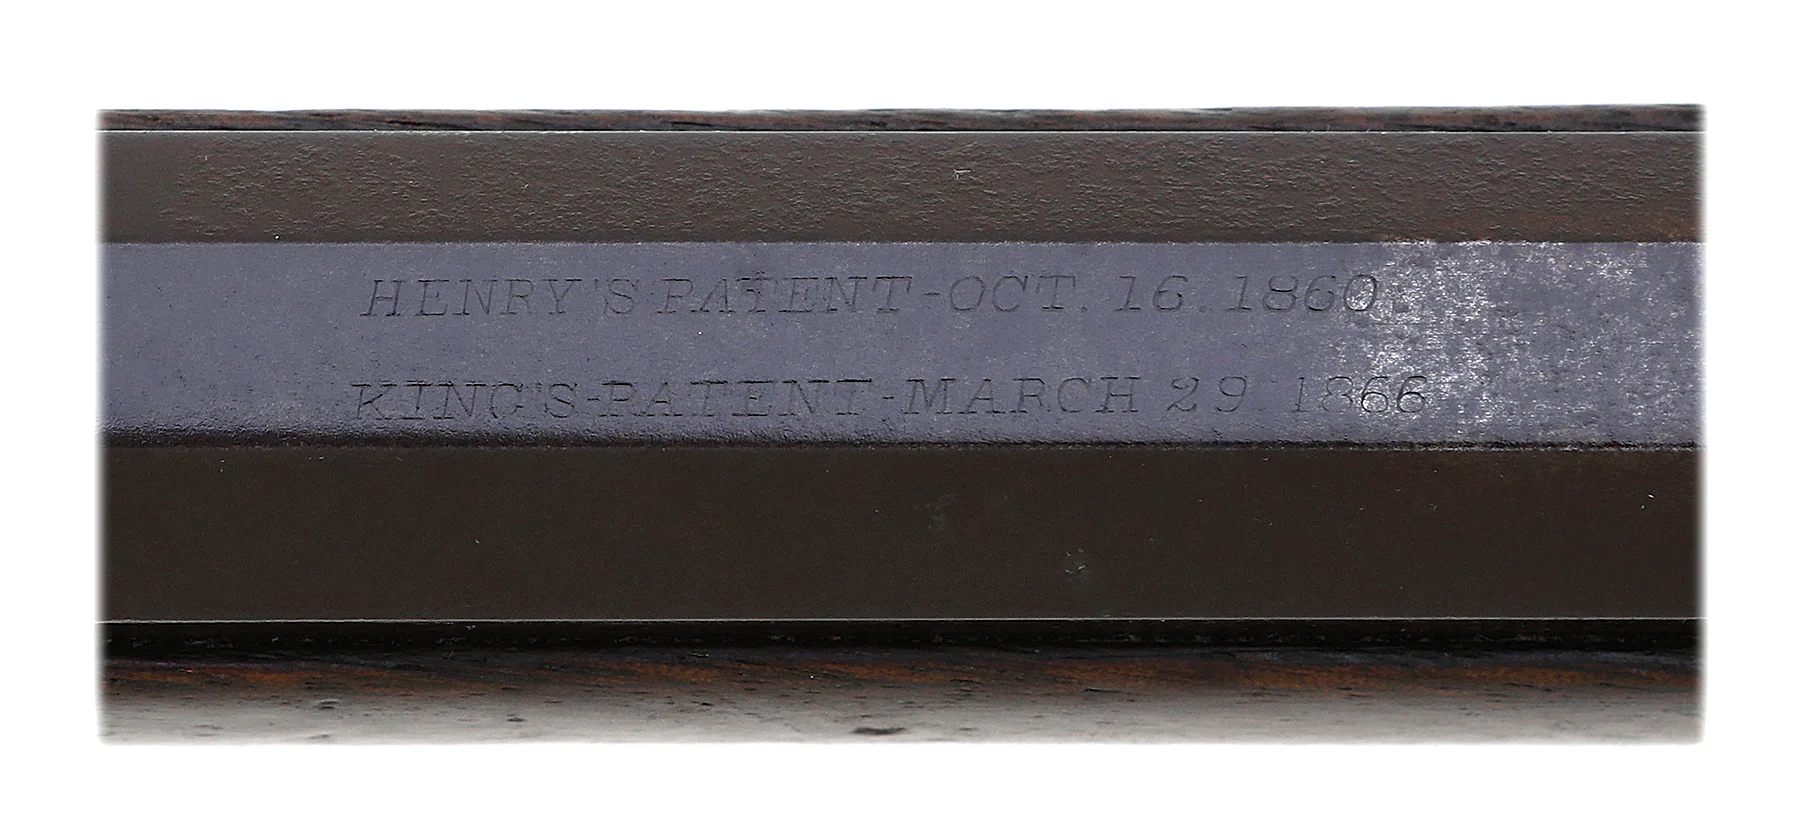 HENRY'S PATENT-OCT. 16. 1860
KING'S-PATENT-MARCH 29 1866